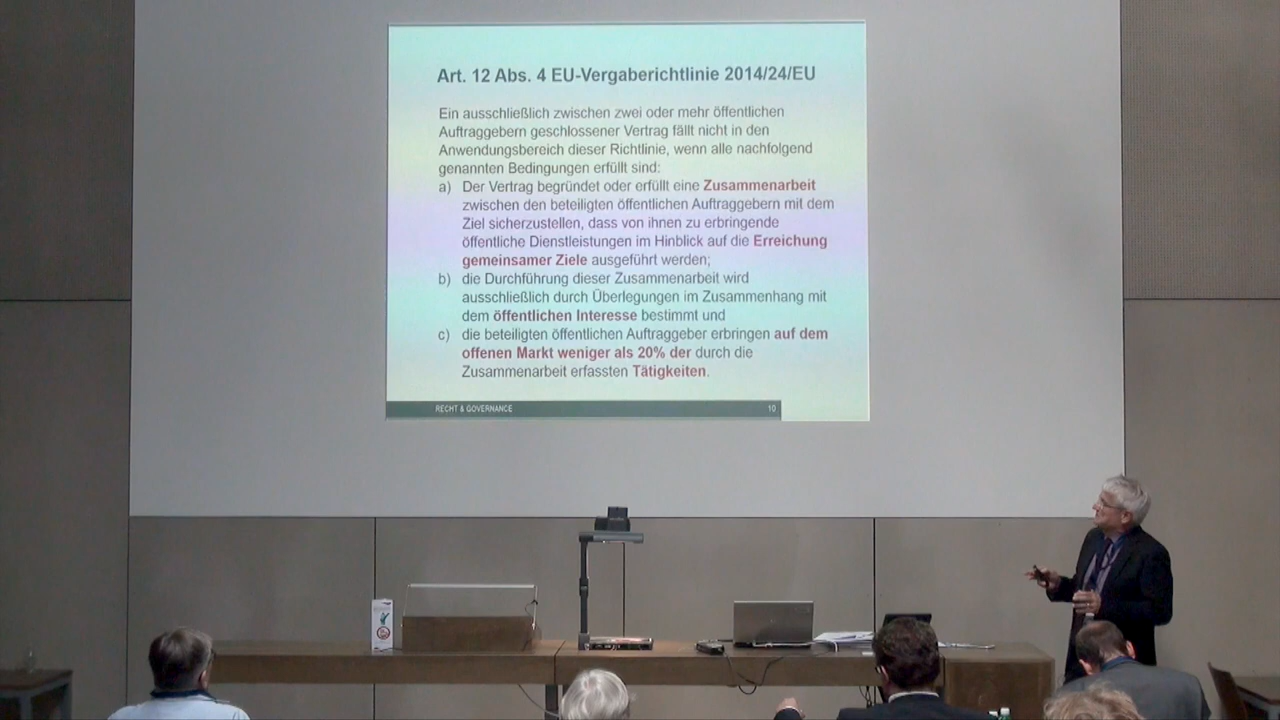 Art. 12 Abs. 4 EU-Vergaberichtlinie 2014/24/EU
Ein ausschließlich zwischen zwei oder mehr öffentlichen
Auftraggebern geschlossener Vertrag fällt nicht in den
Anwendungsbereich dieser Richtlinie, wenn alle nachfolgend
genannten Bedingungen erfüllt sind:
a) Der Vertrag begründet oder erfüllt eine Zusammenarbeit
zwischen den beteiligten öffentlichen Auftraggebern mit dem
Ziel sicherzustellen, dass von ihnen zu erbringende
öffentliche Dienstleistungen im Hinblick auf die Erreichung
gemeinsamer Ziele ausgeführt werden;
b) die Durchführung dieser Zusammenarbeit wird
ausschließlich durch Überlegungen im Zusammenhang mit
dem öffentlichen Interesse bestimmt und
c) die beteiligten öffentlichen Auftraggeber erbringen auf dem
offenen Markt weniger als 20% der durch die
Zusammenarbeit erfassten Tätigkeiten.
RECHT & GOVERNANCE 10